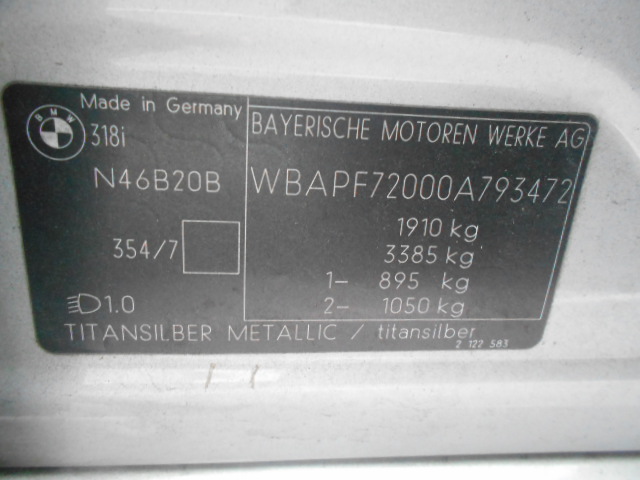 BMW
Made in Germany
318i
N46B20B
354/7
1.0
BAYERISCHE MOTOREN WERKE AG
WBAPF72000A793472
1910 kg
3385 kg
1- 895 kg
2- 1050 kg
TITANSILBER METALLIC / titansilber
2 122 583